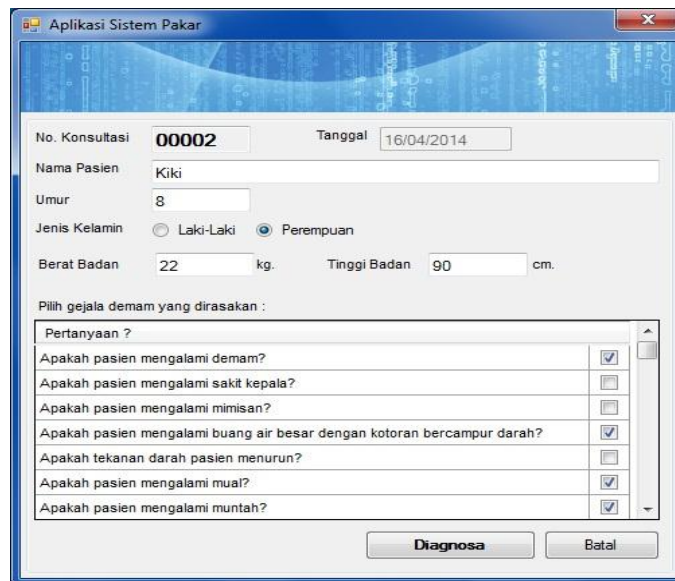 Aplikasi Sistem Pakar
No. Konsultasi 00002 Tanggal 16/04/2014
Nama Pasien Kiki
Umur 8
Jenis Kelamin Laki-Laki Perempuan
Berat Badan 22 kg. Tinggi Badan 90 cm.
Pilih gejala demam yang dirasakan :
Pertanyaan ?
Apakah pasien mengalami demam?
Apakah pasien mengalami sakit kepala?
Apakah pasien mengalami mimisan?
Apakah pasien mengalami buang air besar dengan kotoran bercampur darah?
Apakah tekanan darah pasien menurun?
Apakah pasien mengalami mual?
Apakah pasien mengalami muntah?
Diagnosa Batal